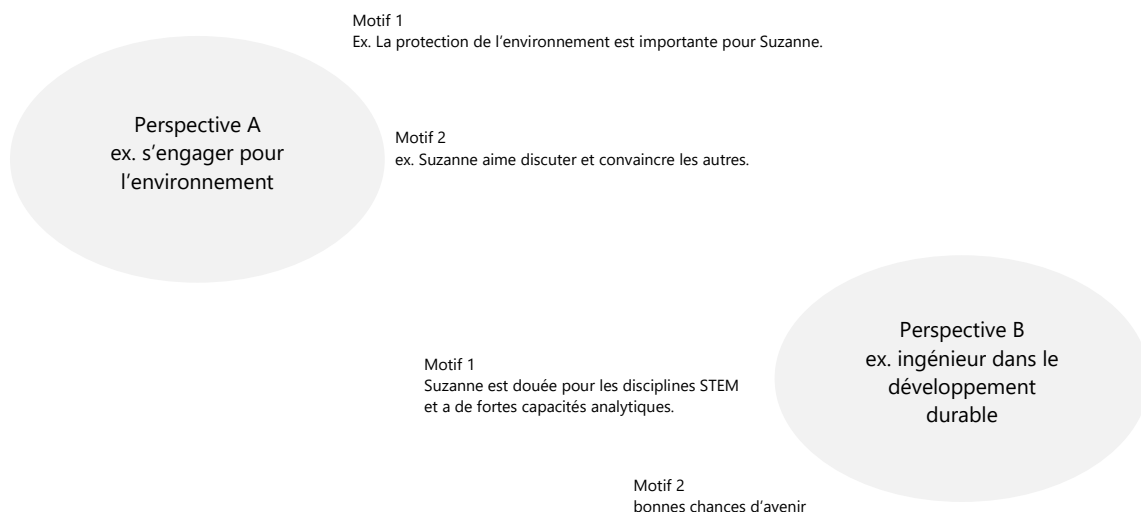 Motif 1
Ex. La protection de l'environnement est importante pour Suzanne.
Perspective A
ex. s'engager pour
l'environnement
Motif 2
ex. Suzanne aime discuter et convaincre les autres.
Perspective B
ex. ingénieur dans le
développement
durable
Motif 1
Suzanne est douée pour les disciplines STEM
et a de fortes capacités analytiques.
Motif 2
bonnes chances d'avenir